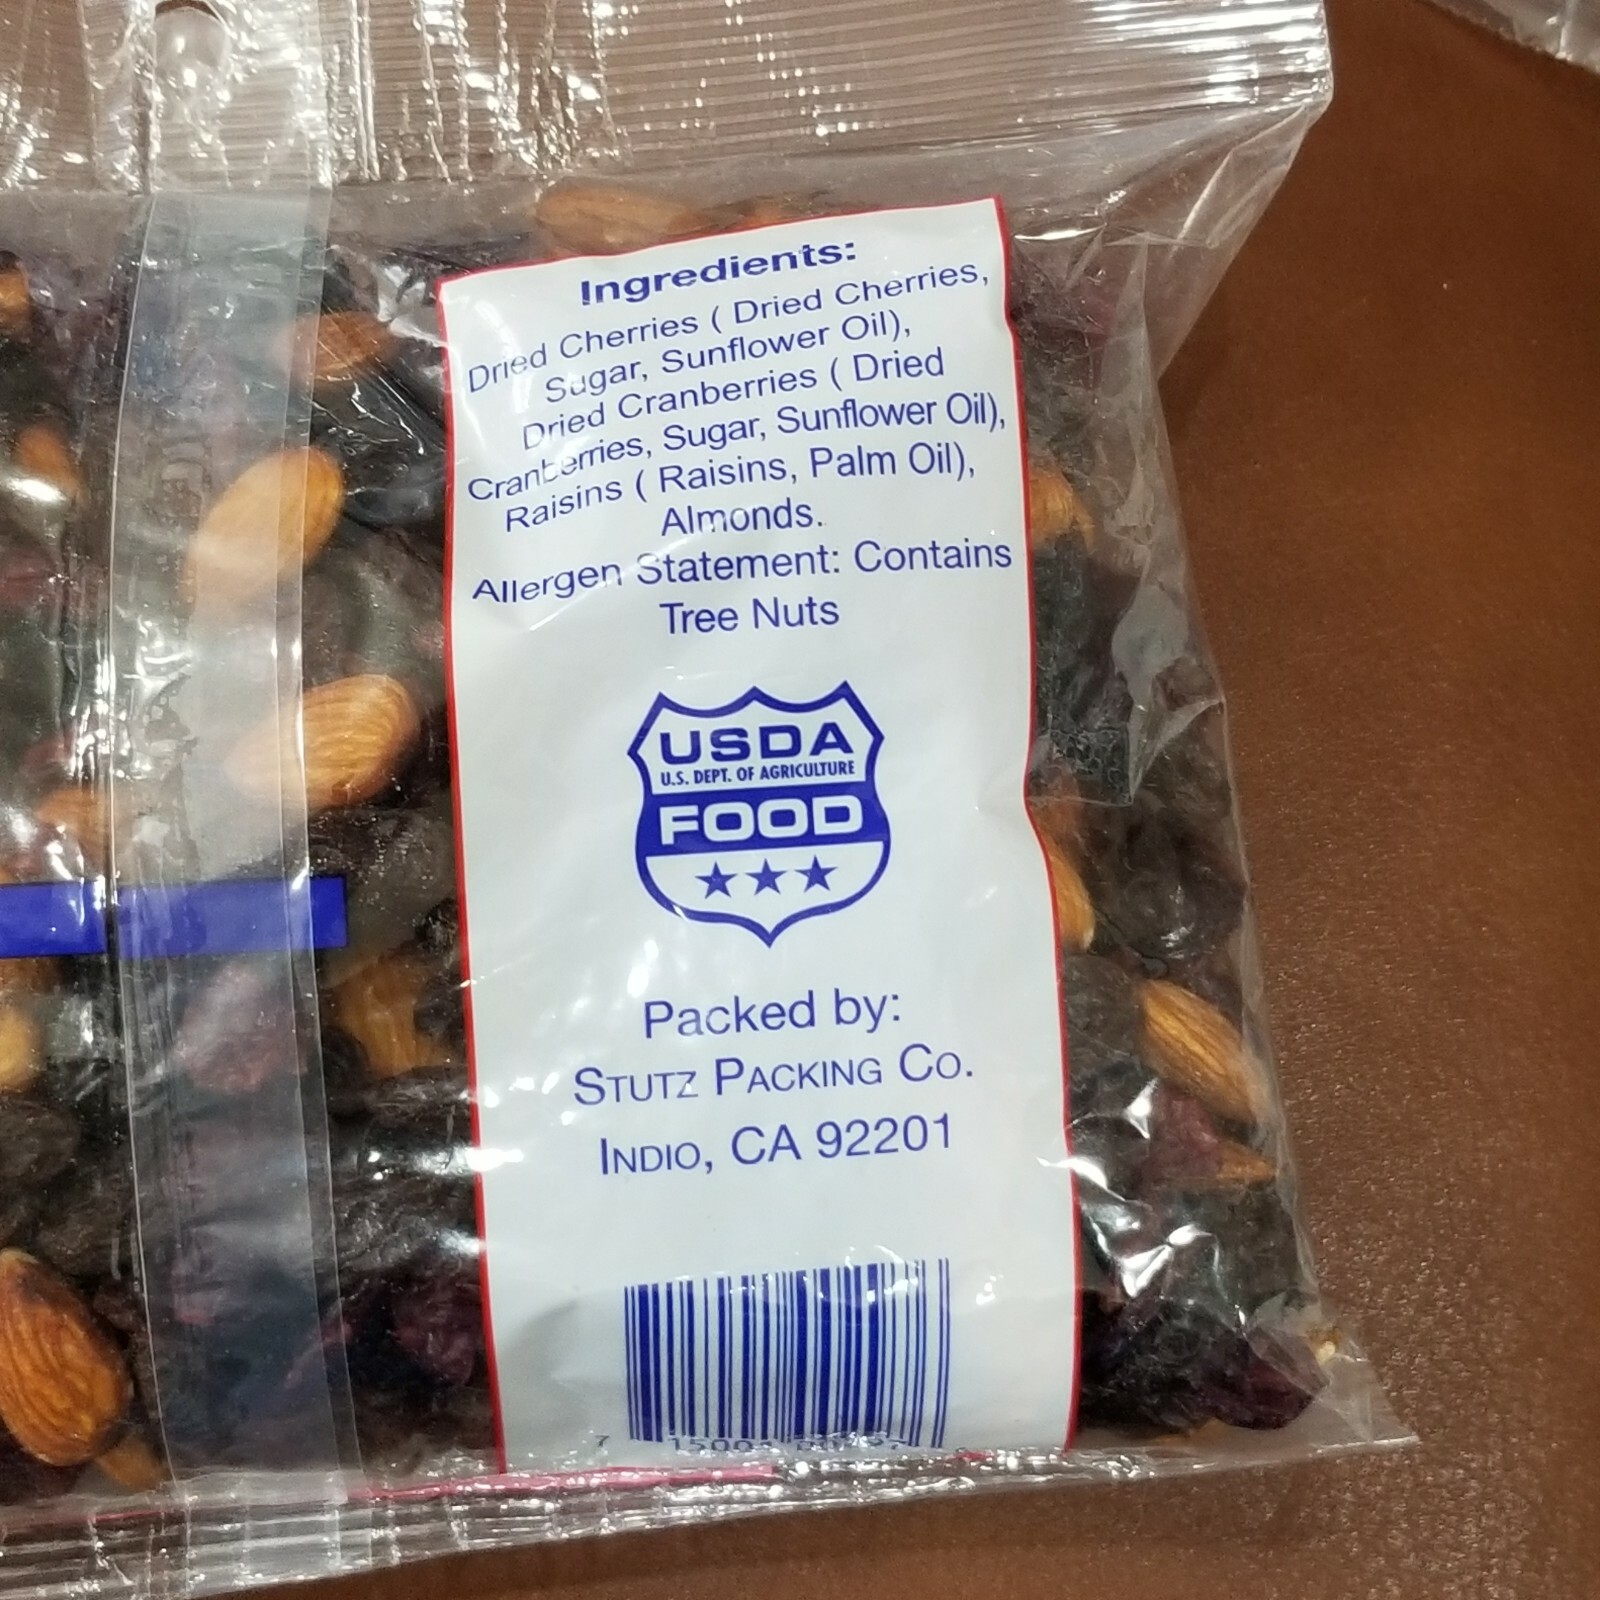 Ingredients:
Dried Cherries ( Dried Cherries,
Sugar, Sunflower Oil),
Dried Cranberries ( Dried
Cranberries, Sugar, Sunflower Oil),
Raisins ( Raisins, Palm Oil),
Almonds.
Allergen Statement: Contains
Tree Nuts
USDA
U.S. DEPT. OF AGRICULTURE
FOOD
Packed by:
STUTZ PACKING CO.
INDIO, CA 92201
7